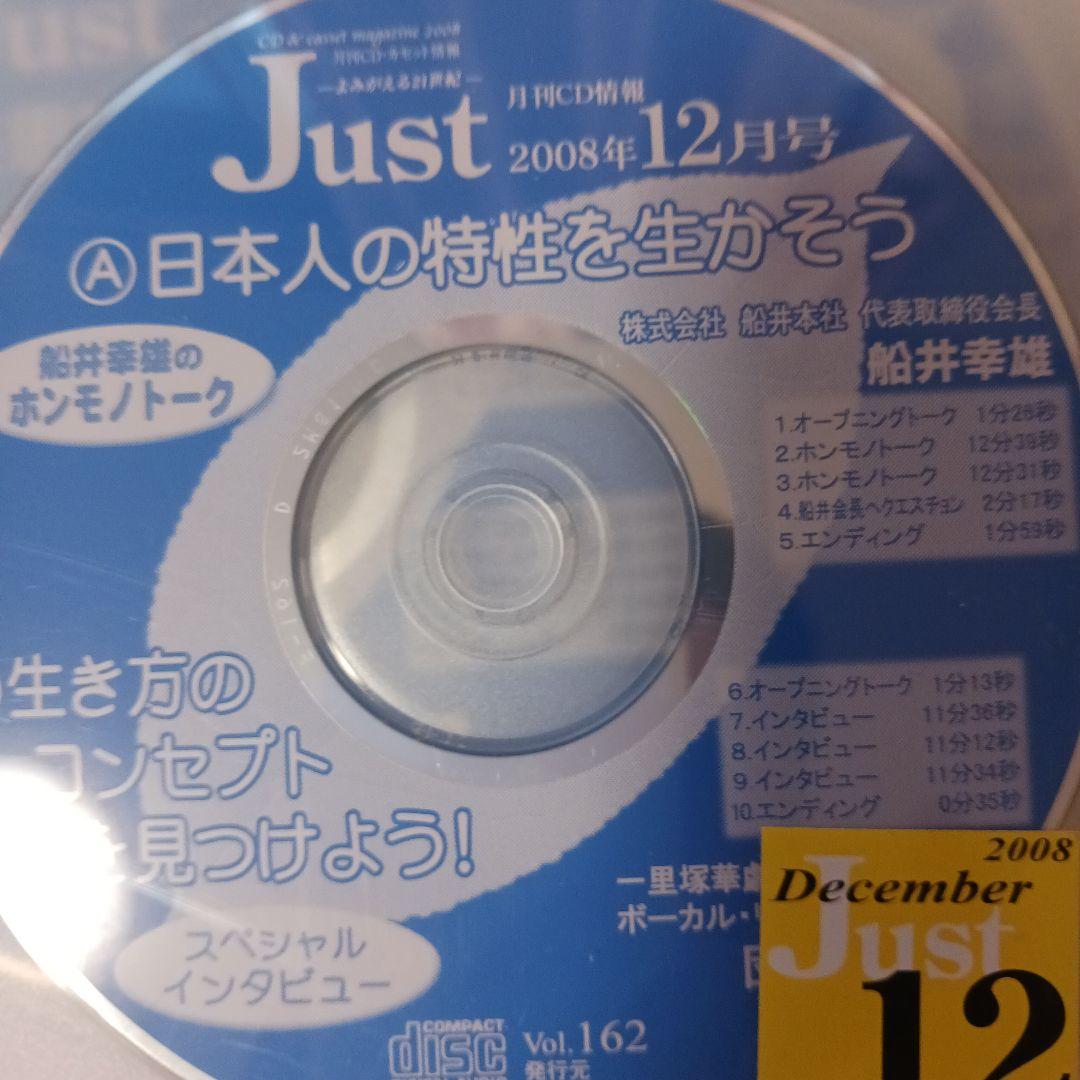 CD & casset magazine 2008
月刊CD・カセット情報
―よみがえる21世紀―
Just
月刊CD情報
2008年12月号
Ⓐ日本人の特性を生かそう
船井幸雄の
ホンモノトーク
株式会社 船井本社 代表取締役会長
船井幸雄
1.オープニングトーク 1分26秒
2.ホンモノトーク 12分39秒
3.ホンモノトーク 12分31秒
4.船井会長へクエスチョン 2分17秒
5.エンディング 1分59秒
生き方の
コンセプト
見つけよう!
6.オープニングトーク 1分13秒
7.インタビュー 11分36秒
8.インタビュー 11分12秒
9.インタビュー 11分34秒
10.エンディング 0分35秒
一里塚華
ボーカル・
スペシャル
インタビュー
COMPACT
disc
Vol.162
発行元
2008
December
Just
12